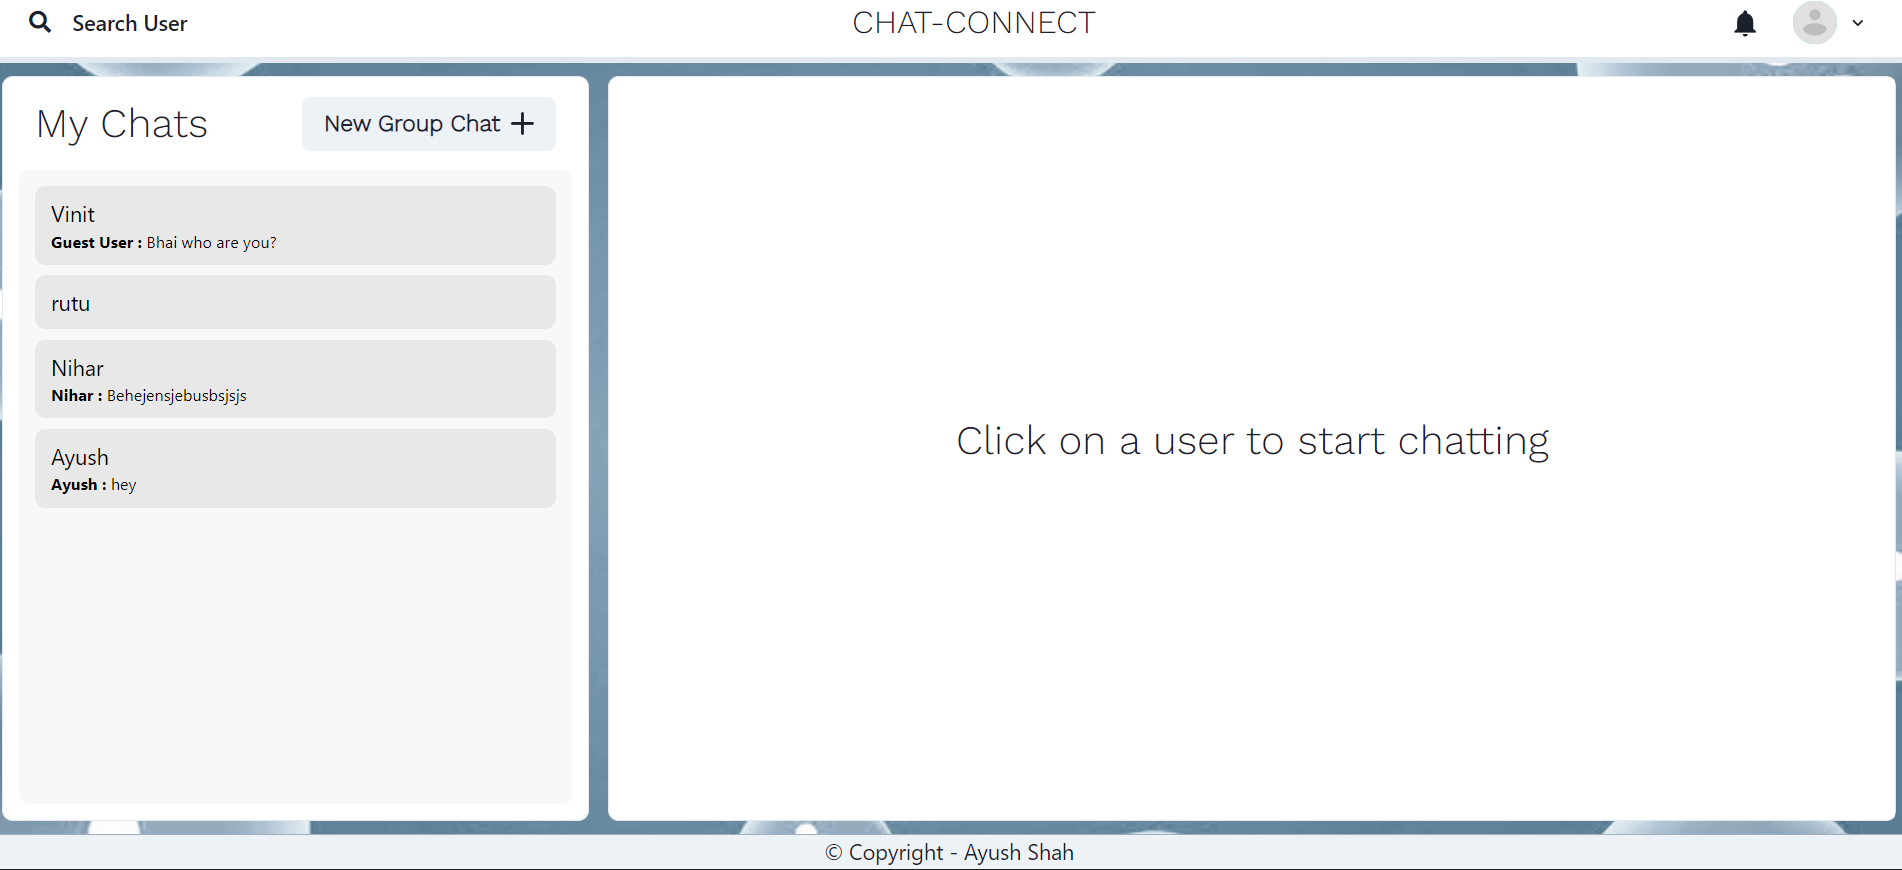 Search User
CHAT-CONNECT
My Chats
New Group Chat
Vinit
Guest User : Bhai who are you?
rutu
Nihar
Nihar : Behejensjebusbsjsjs
Ayush
Ayush : hey
Click on a user to start chatting
© Copyright - Ayush Shah